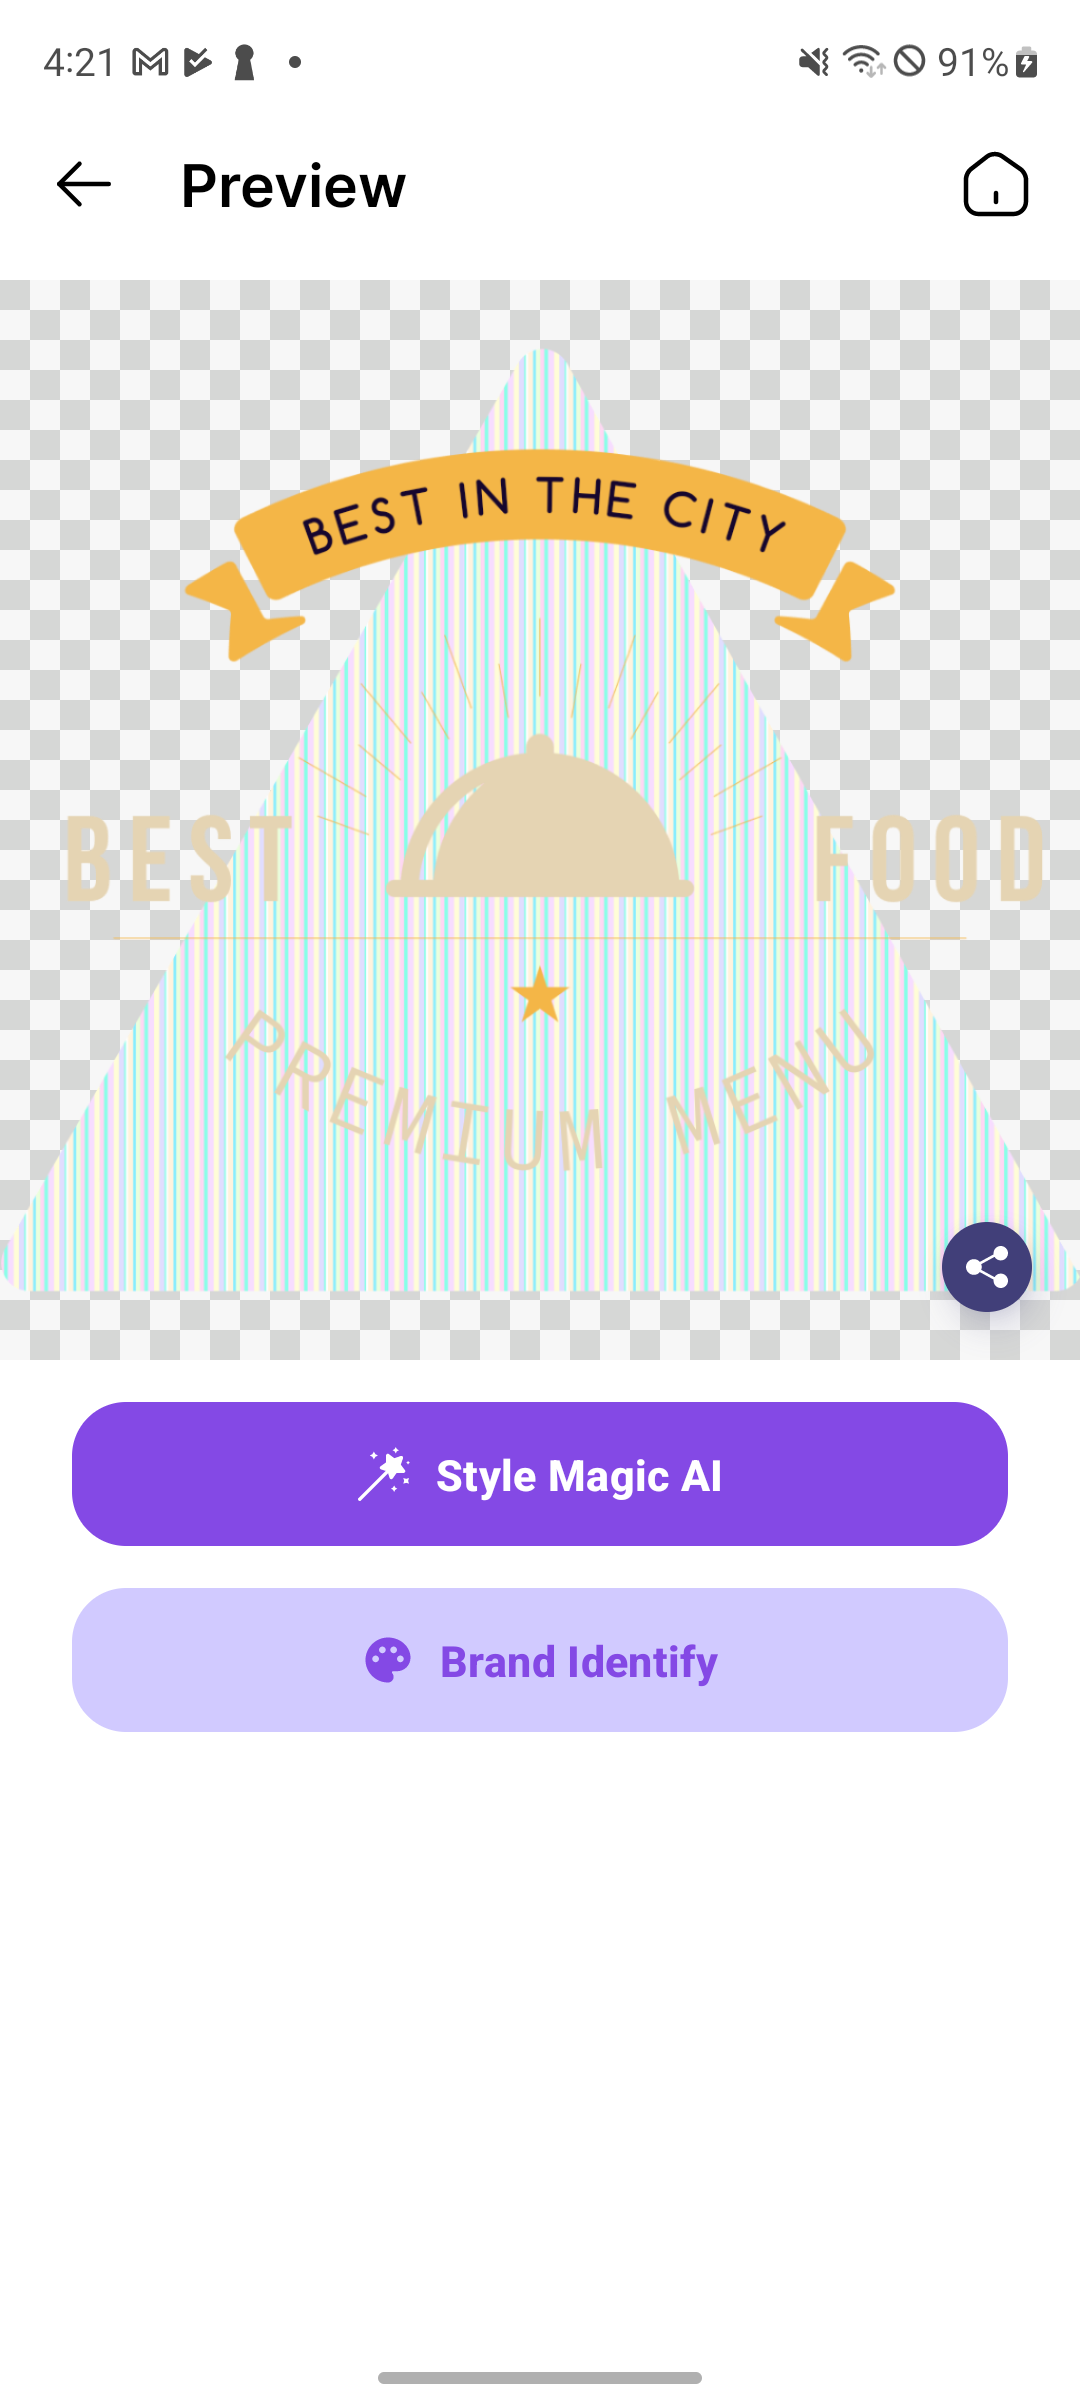 4:21
91%
Preview
BEST IN THE CITY
BEST FOOD
PREMIUM MENU
Style Magic AI
Brand Identify